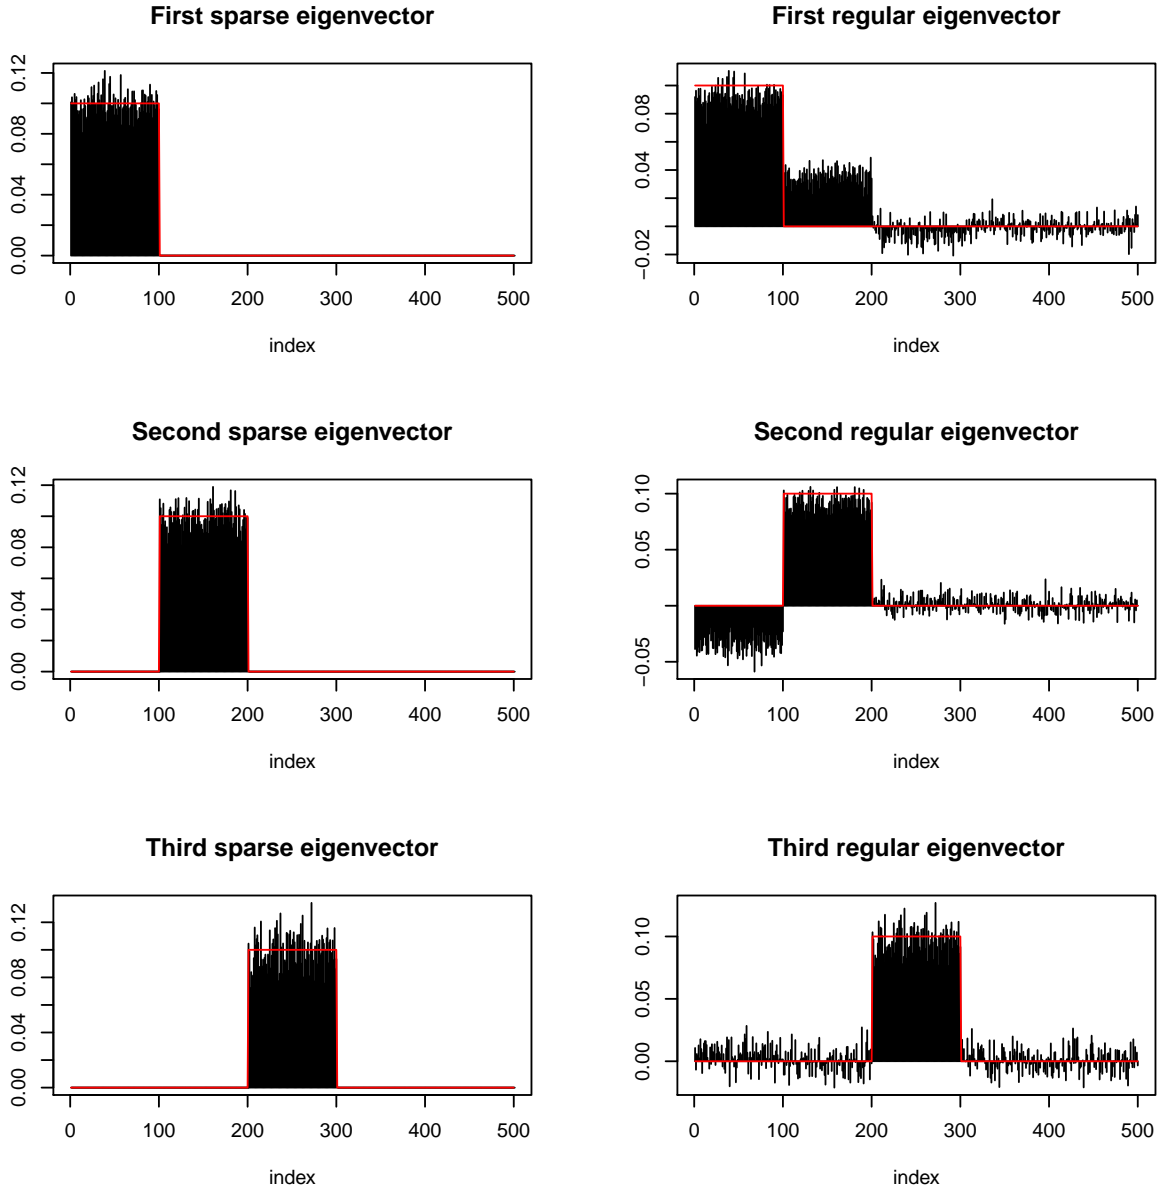 First sparse eigenvector
0.00 0.04 0.08 0.12
0 100 200 300 400 500
index
First regular eigenvector
−0.02 0.04 0.08
0 100 200 300 400 500
index
Second sparse eigenvector
0.00 0.04 0.08 0.12
0 100 200 300 400 500
index
Second regular eigenvector
−0.05 0.05 0.10
0 100 200 300 400 500
index
Third sparse eigenvector
0.00 0.04 0.08 0.12
0 100 200 300 400 500
index
Third regular eigenvector
0.00 0.05 0.10
0 100 200 300 400 500
index